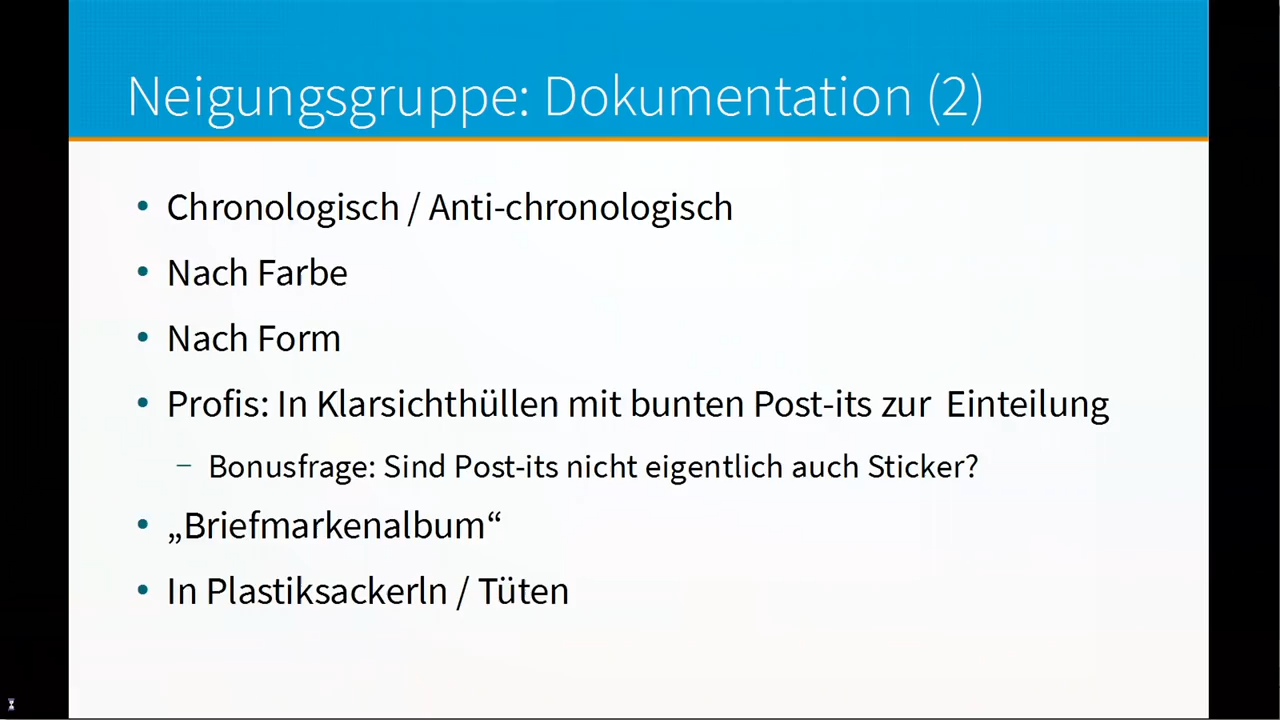 Neigungsgruppe: Dokumentation (2)
• Chronologisch / Anti-chronologisch
• Nach Farbe
• Nach Form
• Profis: In Klarsichthüllen mit bunten Post-its zur Einteilung
– Bonusfrage: Sind Post-its nicht eigentlich auch Sticker?
• „Briefmarkenalbum“
• In Plastiksackerln / Tüten